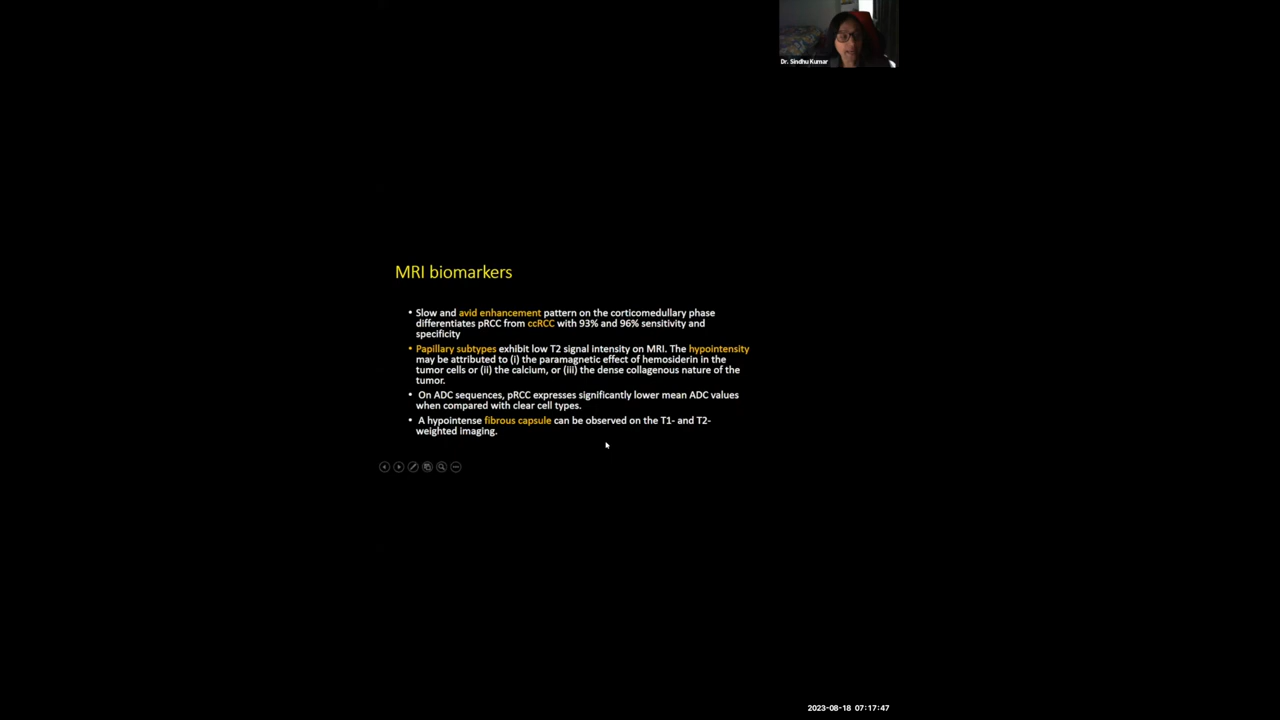 Dr. Sindhu Kumar
MRI biomarkers
• Slow and avid enhancement pattern on the corticomedullary phase
differentiates pRCC from ccRCC with 93% and 96% sensitivity and
specificity
• Papillary subtypes exhibit low T2 signal intensity on MRI. The hypointensity
may be attributed to (i) the paramagnetic effect of hemosiderin in the
tumor cells or (ii) the calcium, or (iii) the dense collagenous nature of the
tumor.
• On ADC sequences, pRCC expresses significantly lower mean ADC values
when compared with clear cell types.
• A hypointense fibrous capsule can be observed on the T1- and T2-
weighted imaging.
2023-08-18 07:17:47